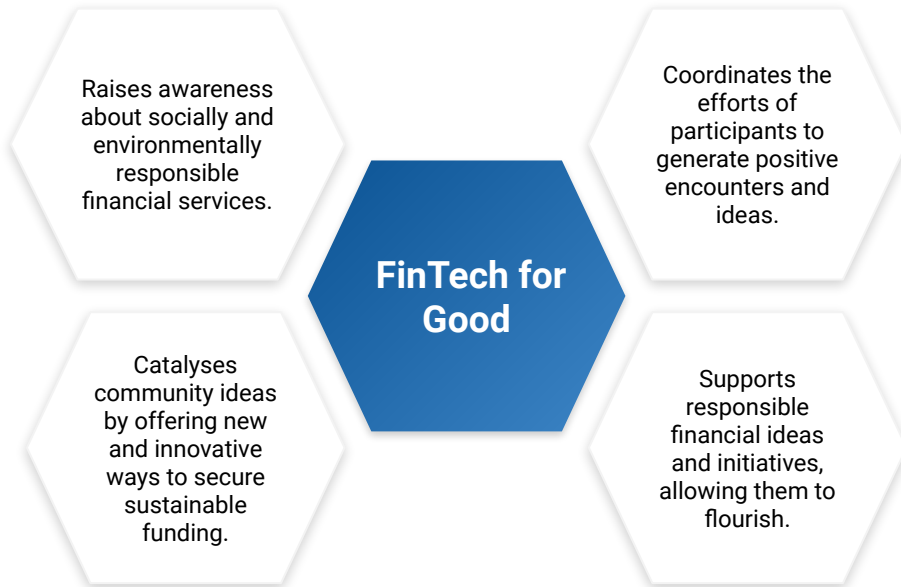 Raises awareness
about socially and
environmentally
responsible
financial services.
Coordinates the
efforts of
participants to
generate positive
encounters and
ideas.
FinTech for
Good
Catalyses
community ideas
by offering new
and innovative
ways to secure
sustainable
funding.
Supports
responsible
financial ideas
and initiatives,
allowing them to
flourish.